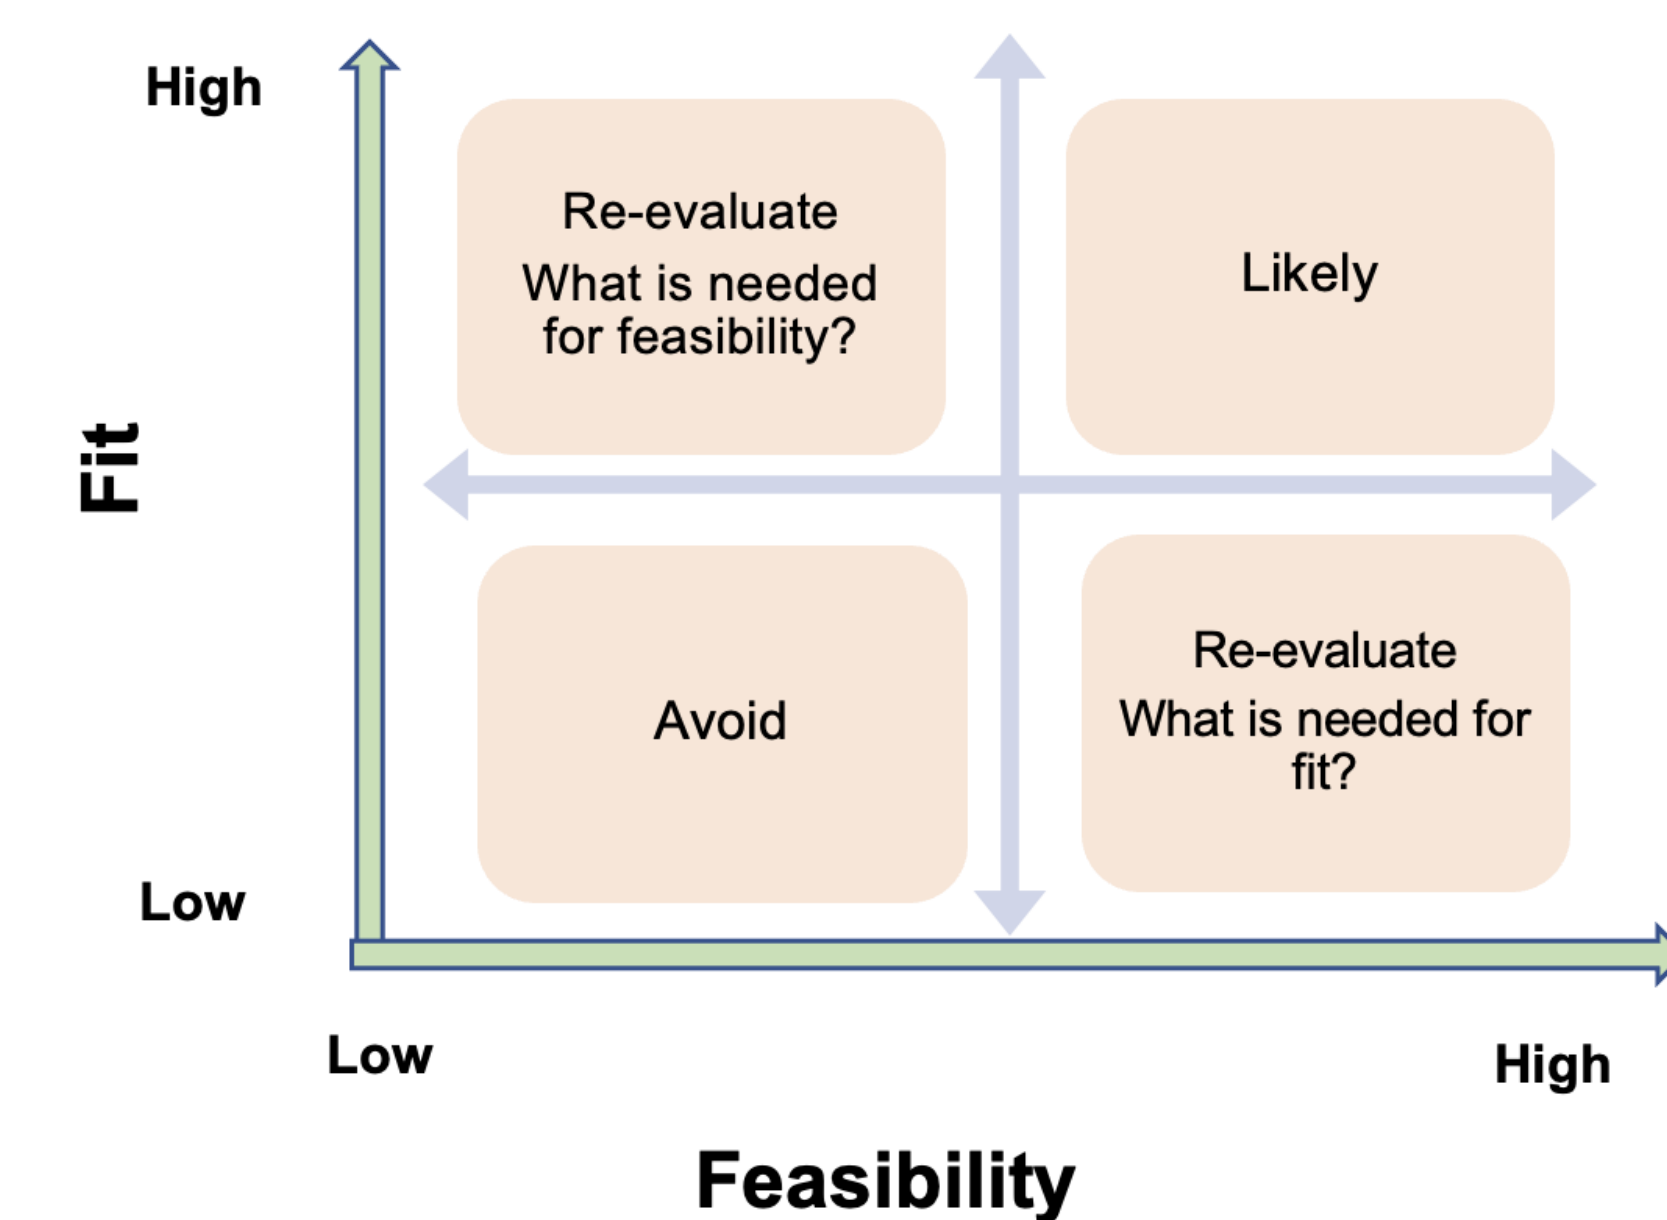 High
Re-evaluate
What is needed
for feasibility?
Likely
Fit
Avoid
Re-evaluate
What is needed for
fit?
Low
Low
High
Feasibility